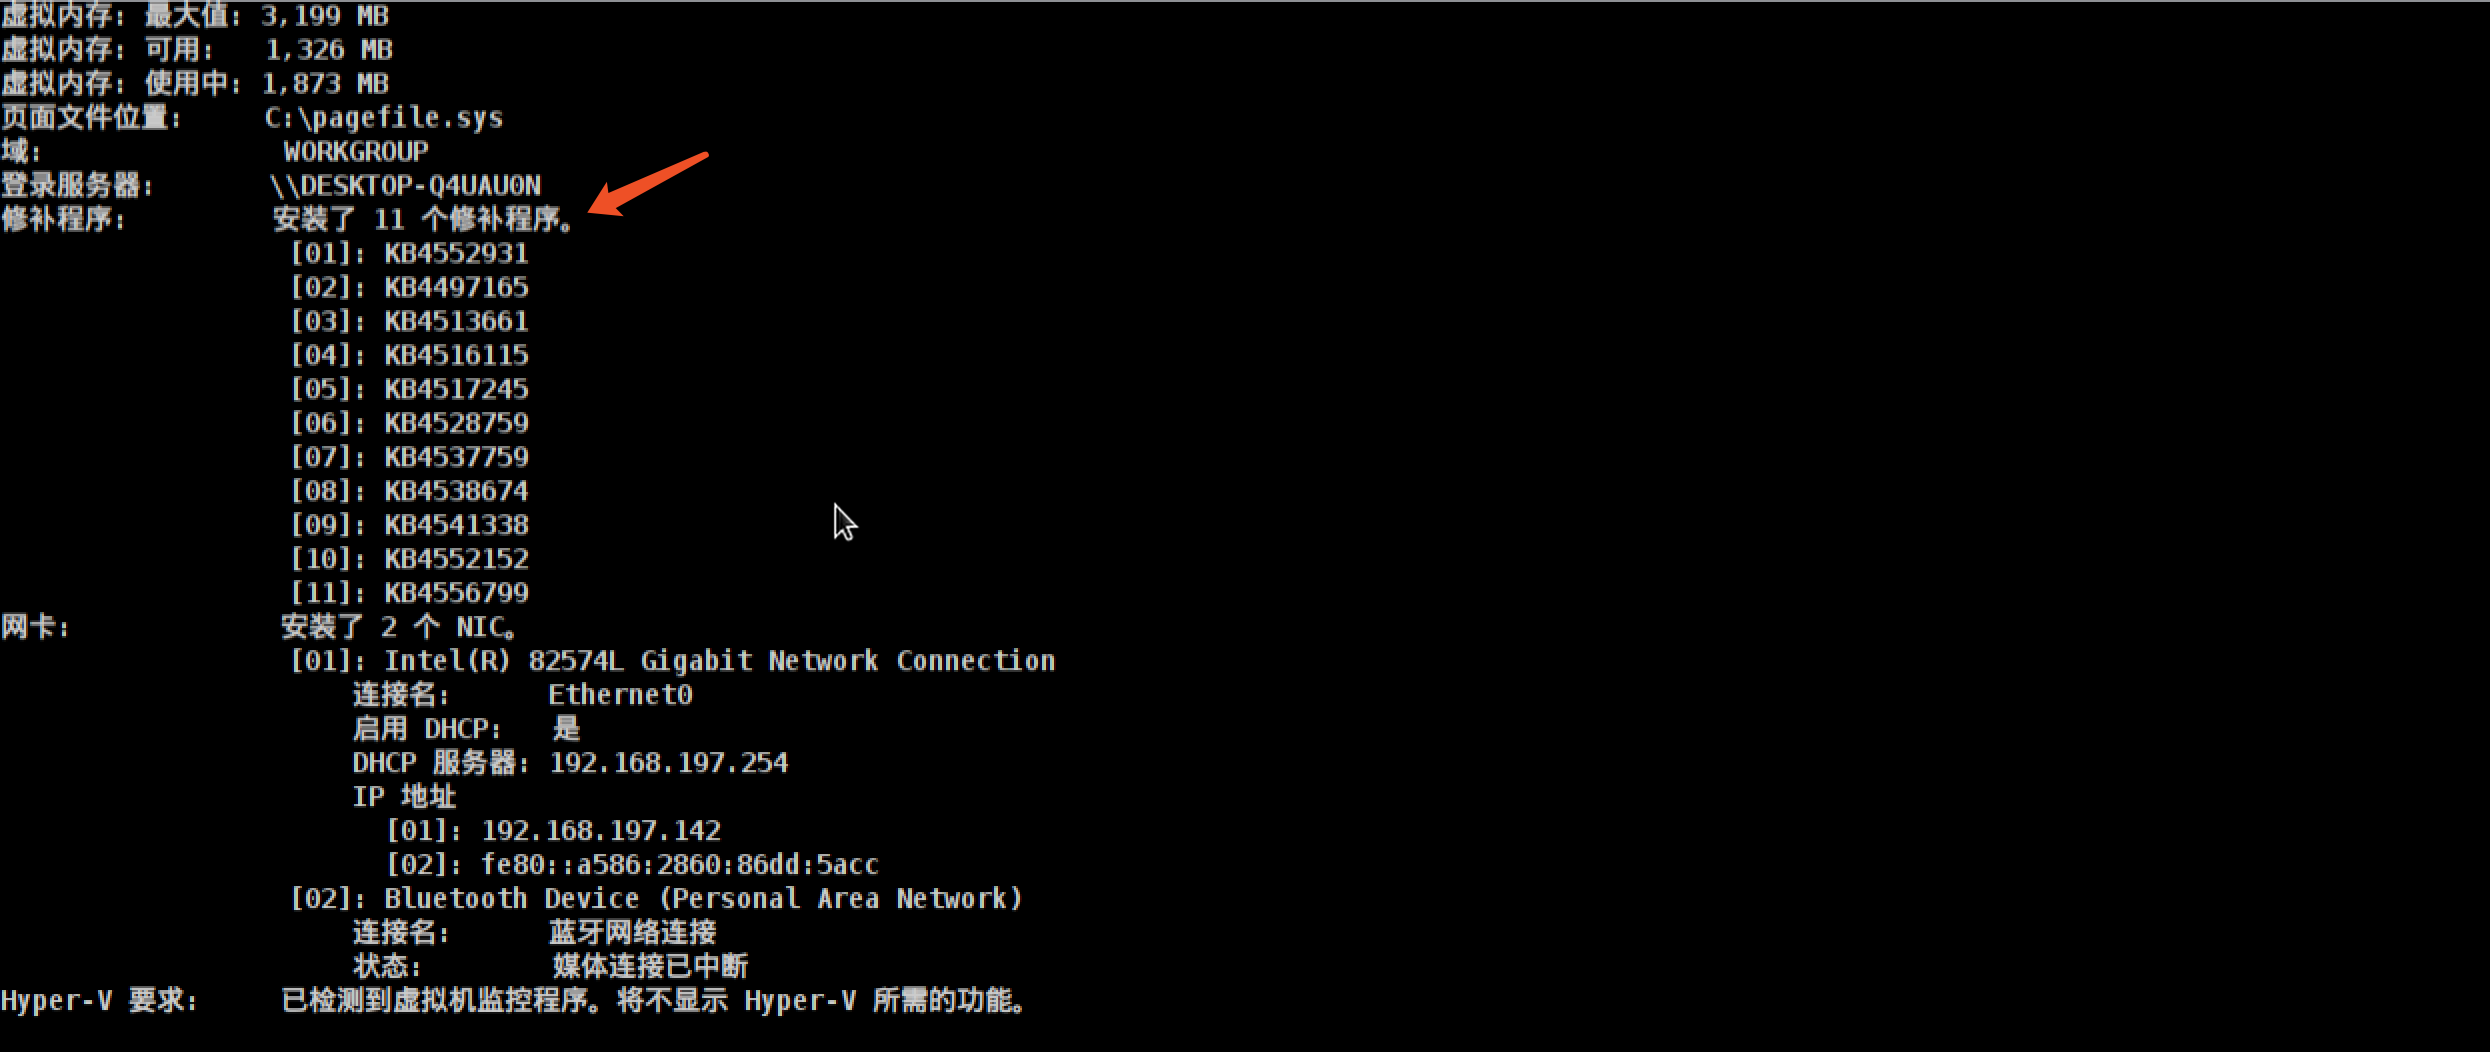 虚拟内存: 最大值: 3,199 MB
虚拟内存: 可用:   1,326 MB
虚拟内存: 使用中: 1,873 MB
页面文件位置:     C:\pagefile.sys
域:               WORKGROUP
登录服务器:       \\DESKTOP-Q4UAU0N
修补程序:         安装了 11 个修补程序。
                  [01]: KB4552931
                  [02]: KB4497165
                  [03]: KB4513661
                  [04]: KB4516115
                  [05]: KB4517245
                  [06]: KB4528759
                  [07]: KB4537759
                  [08]: KB4538674
                  [09]: KB4541338
                  [10]: KB4552152
                  [11]: KB4556799
网卡:             安装了 2 个 NIC。
                  [01]: Intel(R) 82574L Gigabit Network Connection
                      连接名:      Ethernet0
                      启用 DHCP:   是
                      DHCP 服务器: 192.168.197.254
                      IP 地址
                        [01]: 192.168.197.142
                        [02]: fe80::a586:2860:86dd:5acc
                  [02]: Bluetooth Device (Personal Area Network)
                      连接名:      蓝牙网络连接
                      状态:        媒体连接已中断
Hyper-V 要求:     已检测到虚拟机监控程序。将不显示 Hyper-V 所需的功能。